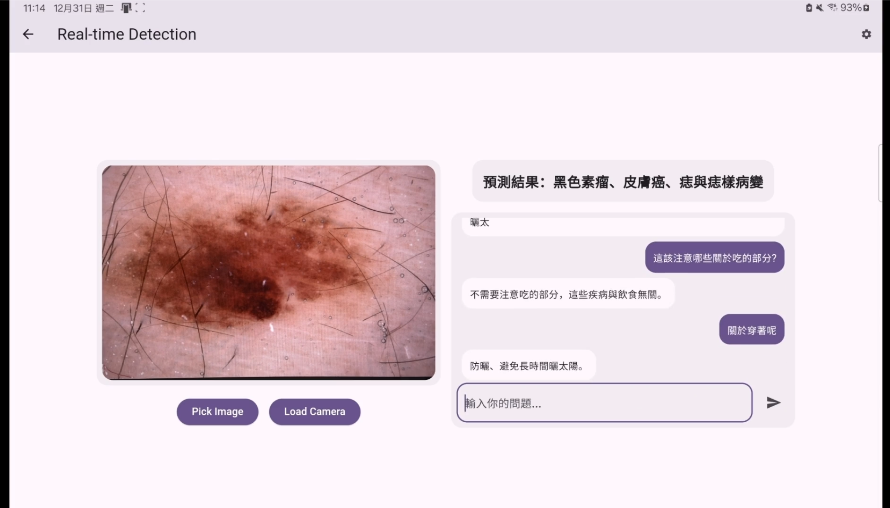 11:14 12月31日 週二 93%
Real-time Detection
預測結果：黑色素瘤、皮膚癌、痣與痣樣病變
曬太
這該注意哪些關於吃的部分?
不需要注意吃的部分，這些疾病與飲食無關。
關於穿著呢
防曬、避免長時間曬太陽。
輸入你的問題...
Pick Image Load Camera